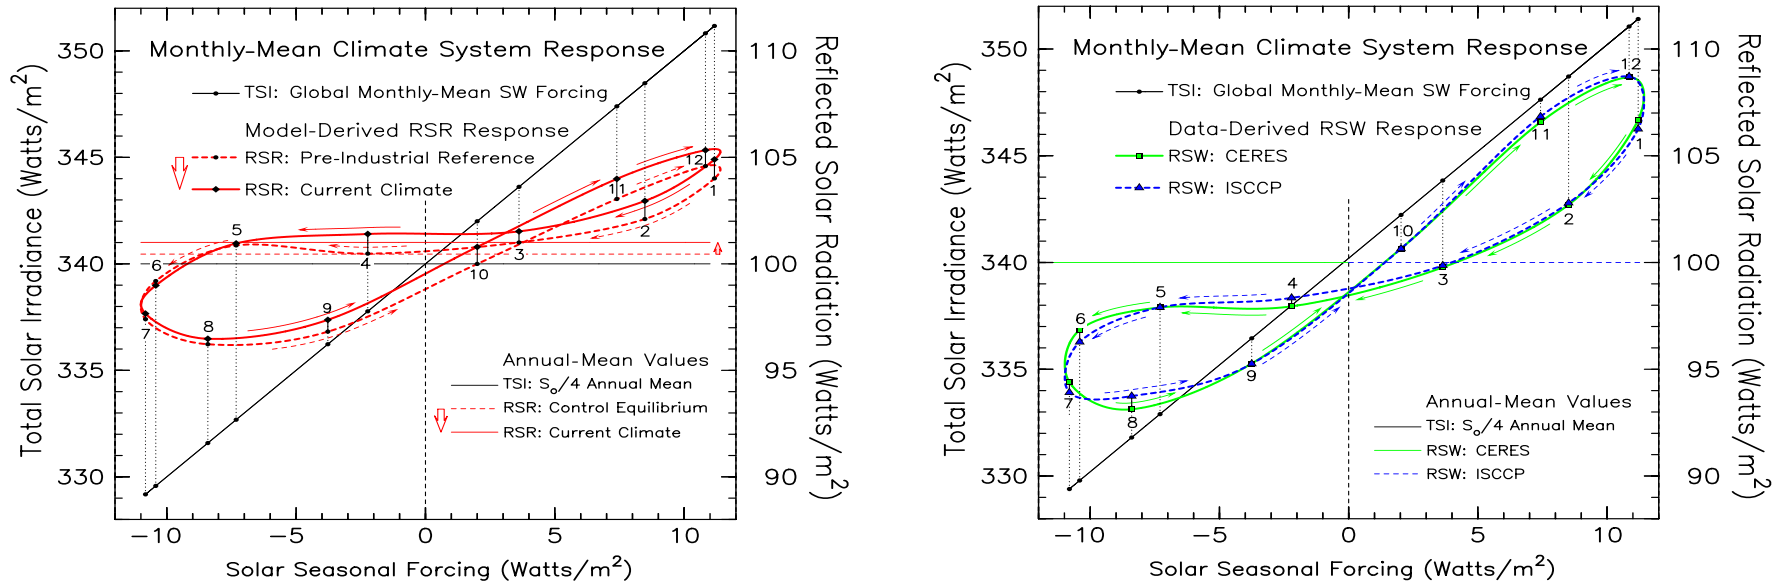 Monthly-Mean Climate System Response
TSI: Global Monthly-Mean SW Forcing
Model-Derived RSR Response
RSR: Pre-Industrial Reference
RSR: Current Climate
Annual-Mean Values
TSI: So/4 Annual Mean
RSR: Control Equilibrium
RSR: Current Climate
Total Solar Irradiance (Watts/m²)
350
345
340
335
330
Reflected Solar Radiation (Watts/m²)
110
105
100
95
90
12
11
1
2
3
10
4
5
6
7
8
9
−10
−5
0
5
10
Solar Seasonal Forcing (Watts/m²)
Monthly-Mean Climate System Response
TSI: Global Monthly-Mean SW Forcing
Data-Derived RSW Response
RSW: CERES
RSW: ISCCP
Annual-Mean Values
TSI: So/4 Annual Mean
RSW: CERES
RSW: ISCCP
Total Solar Irradiance (Watts/m²)
350
345
340
335
330
Reflected Solar Radiation (Watts/m²)
110
105
100
95
90
12
11
1
2
10
3
4
5
6
7
8
9
−10
−5
0
5
10
Solar Seasonal Forcing (Watts/m²)